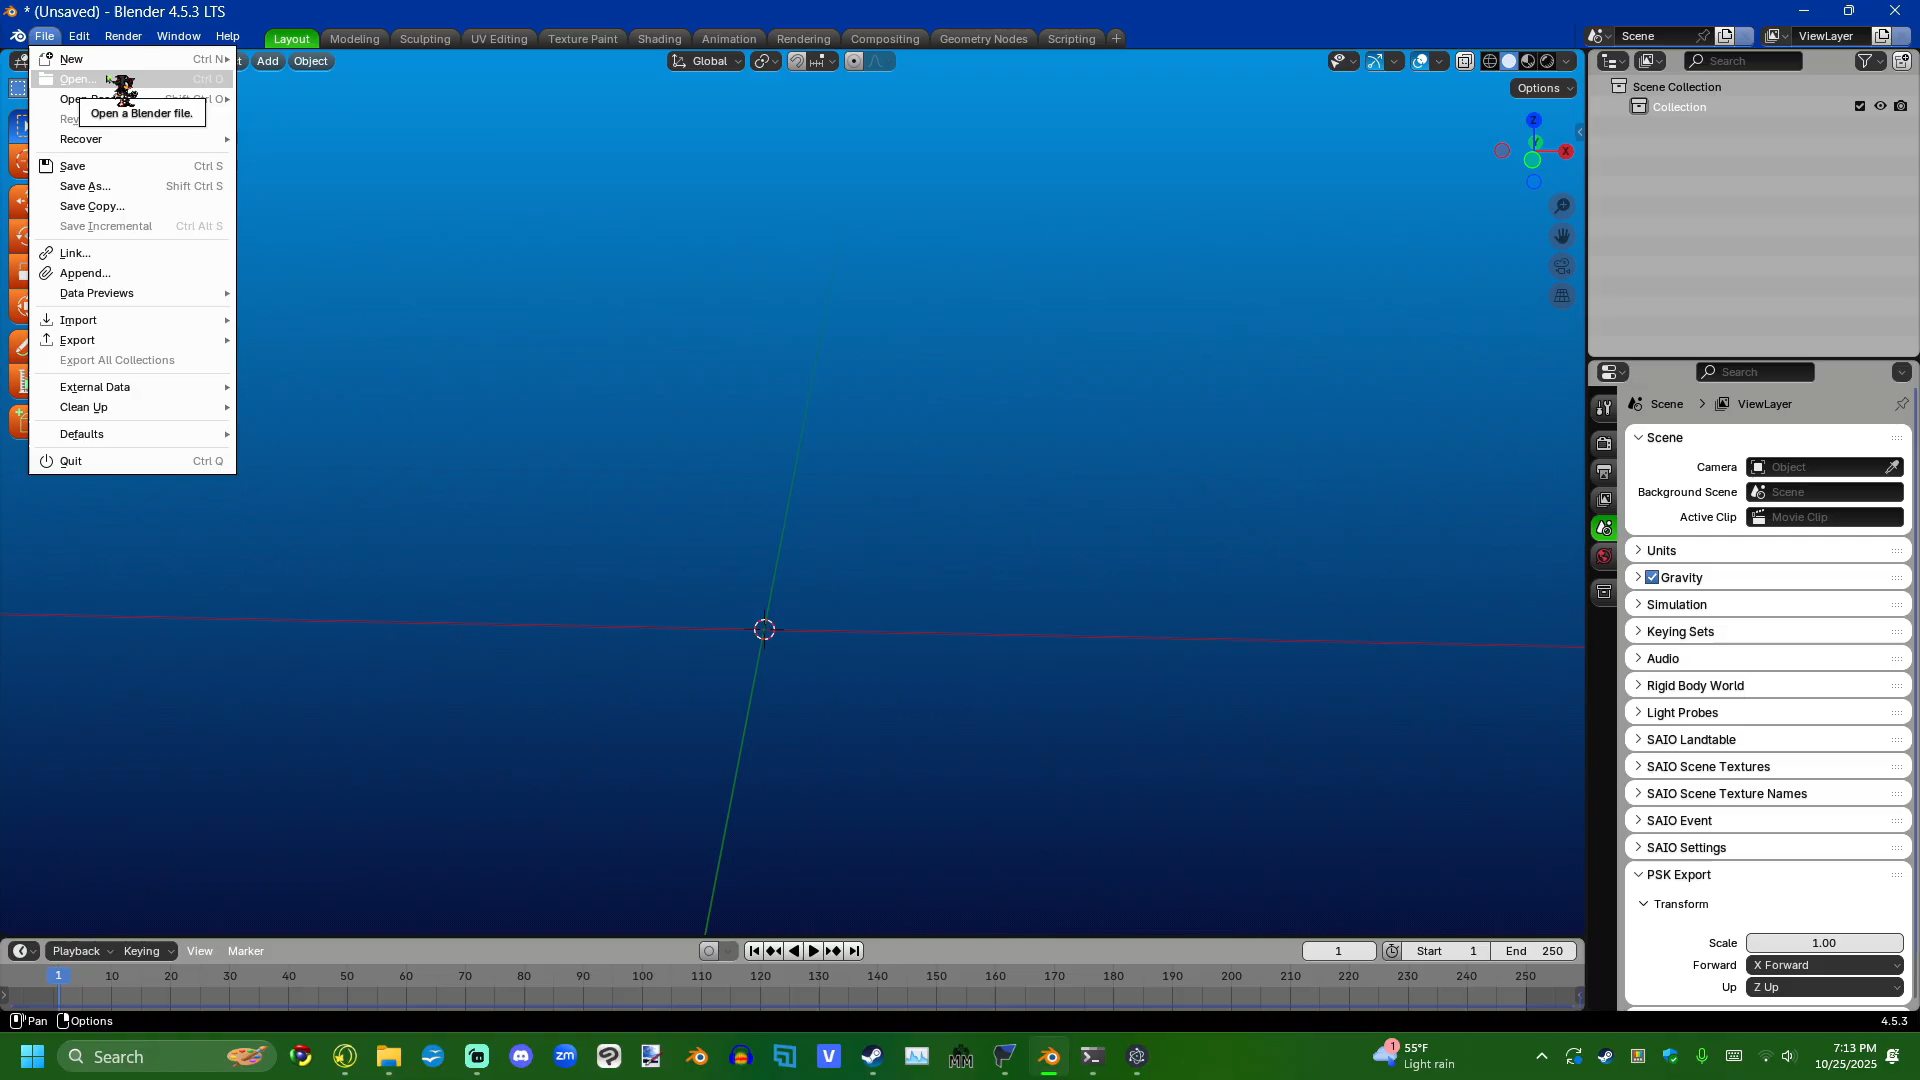 * (Unsaved) - Blender 4.5.3 LTS
File Edit Render Window Help
Layout Modeling Sculpting UV Editing Texture Paint Shading Animation Rendering Compositing Geometry Nodes Scripting
Scene
ViewLayer
New Ctrl N
Open... Ctrl O
Open a Blender file.
Recover
Save Ctrl S
Save As... Shift Ctrl S
Save Copy...
Save Incremental Ctrl Alt S
Link...
Append...
Data Previews
Import
Export
Export All Collections
External Data
Clean Up
Defaults
Quit Ctrl Q
Add Object
Global
Options
Z
Y
X
Search
Scene Collection
Collection
Search
Scene > ViewLayer
Scene
Camera Object
Background Scene Scene
Active Clip Movie Clip
Units
Gravity
Simulation
Keying Sets
Audio
Rigid Body World
Light Probes
SAIO Landtable
SAIO Scene Textures
SAIO Scene Texture Names
SAIO Event
SAIO Settings
PSK Export
Transform
Scale 1.00
Forward X Forward
Up Z Up
Playback Keying View Marker
1 Start 1 End 250
1 10 20 30 40 50 60 70 80 90 100 110 120 130 140 150 160 170 180 190 200 210 220 230 240 250
Pan Options
4.5.3
Search
1 55°F
Light rain
7:13 PM
10/25/2025